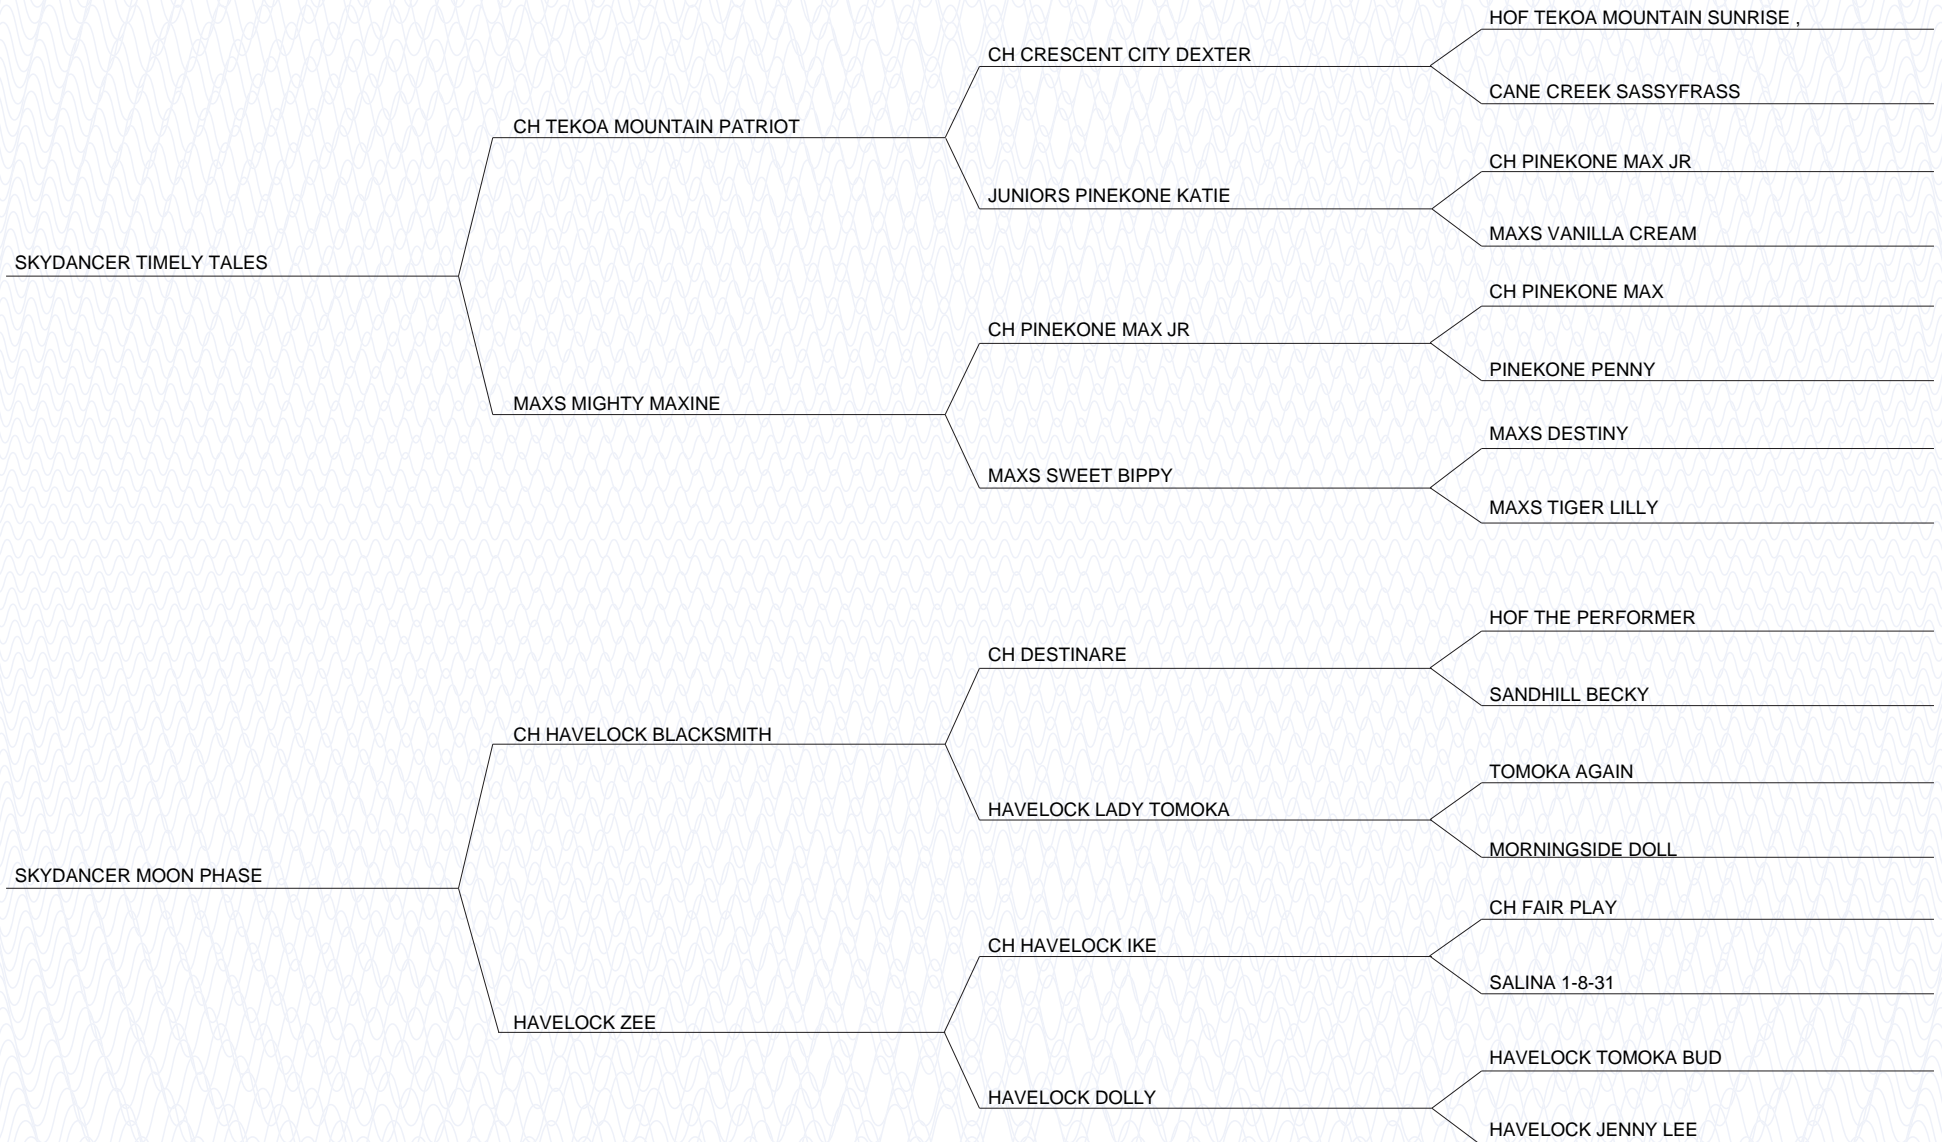 HOF TEKOA MOUNTAIN SUNRISE ,
CH CRESCENT CITY DEXTER
CANE CREEK SASSYFRASS
CH TEKOA MOUNTAIN PATRIOT
CH PINEKONE MAX JR
JUNIORS PINEKONE KATIE
MAXS VANILLA CREAM
SKYDANCER TIMELY TALES
CH PINEKONE MAX
CH PINEKONE MAX JR
PINEKONE PENNY
MAXS MIGHTY MAXINE
MAXS DESTINY
MAXS SWEET BIPPY
MAXS TIGER LILLY
HOF THE PERFORMER
CH DESTINARE
SANDHILL BECKY
CH HAVELOCK BLACKSMITH
TOMOKA AGAIN
HAVELOCK LADY TOMOKA
MORNINGSIDE DOLL
SKYDANCER MOON PHASE
CH FAIR PLAY
CH HAVELOCK IKE
SALINA 1-8-31
HAVELOCK ZEE
HAVELOCK TOMOKA BUD
HAVELOCK DOLLY
HAVELOCK JENNY LEE